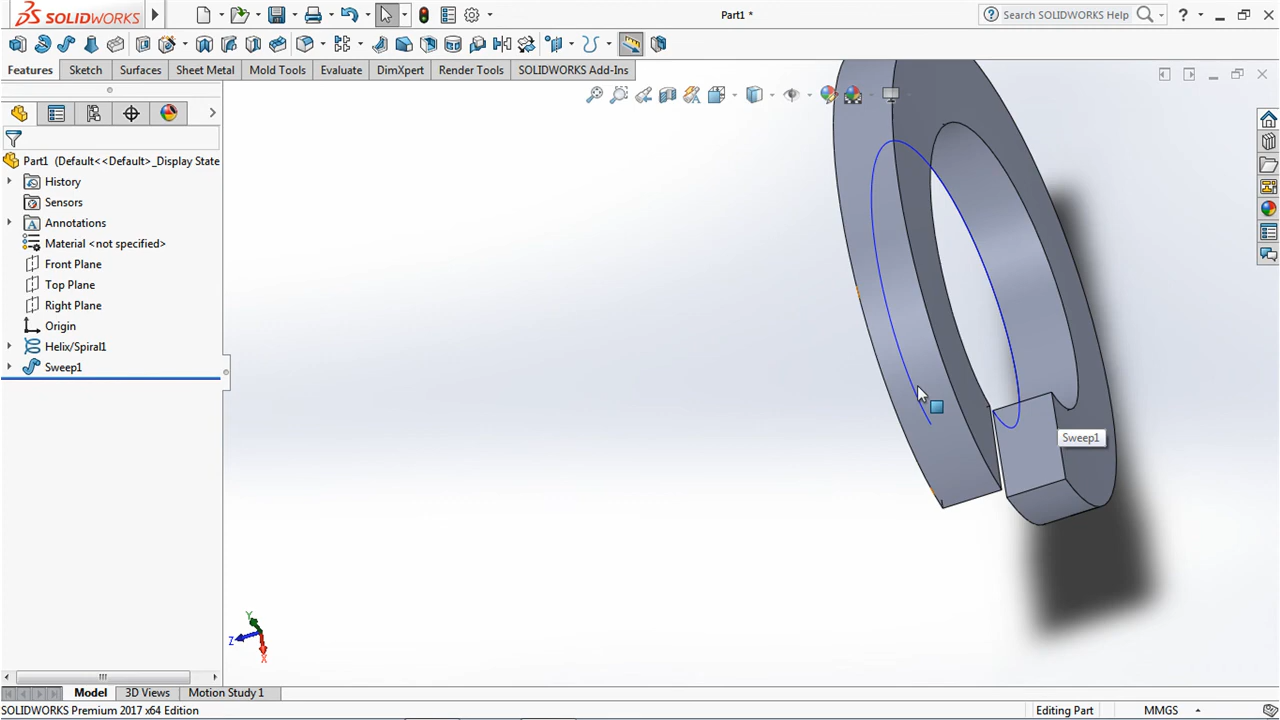 SOLIDWORKS
Part1 *
Search SOLIDWORKS Help
Features
Sketch
Surfaces
Sheet Metal
Mold Tools
Evaluate
DimXpert
Render Tools
SOLIDWORKS Add-Ins
Part1 (Default<<Default>_Display State
History
Sensors
Annotations
Material <not specified>
Front Plane
Top Plane
Right Plane
Origin
Helix/Spiral1
Sweep1
Sweep1
Y
Z
X
Model
3D Views
Motion Study 1
SOLIDWORKS Premium 2017 x64 Edition
Editing Part
MMGS